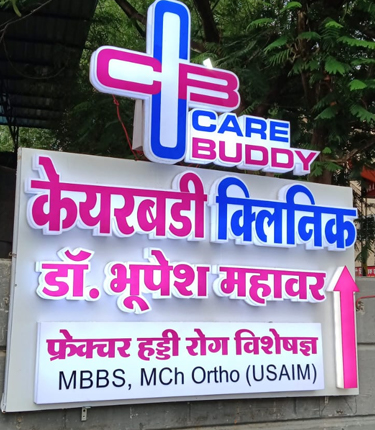 CB
CARE
BUDDY
केयरबडी क्लिनिक
डॉ. भूपेश महावर
फ्रेक्चर हड्डी रोग विशेषज्ञ
MBBS, MCh Ortho (USAIM)